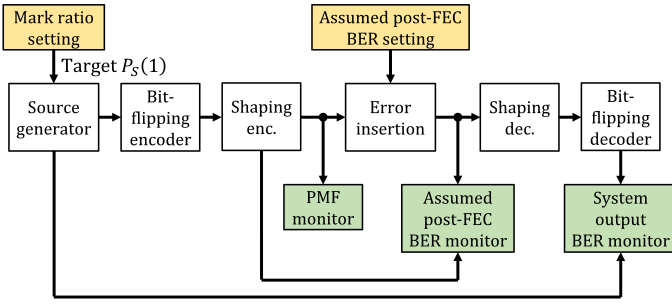 Mark ratio
setting
Assumed post-FEC
BER setting
Target P_S(1)
Source
generator
Bit-
flipping
encoder
Shaping
enc.
Error
insertion
Shaping
dec.
Bit-
flipping
decoder
PMF
monitor
Assumed
post-FEC
BER monitor
System
output
BER monitor